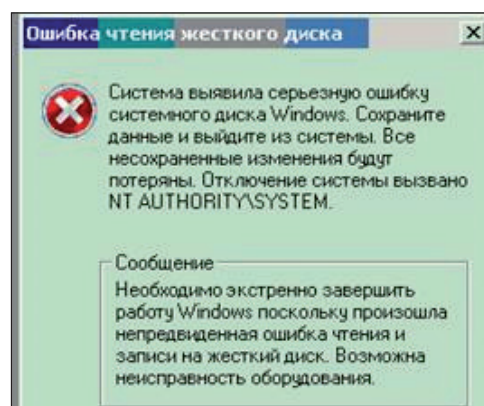 Ошибка чтения жесткого диска
Система выявила серьезную ошибку
системного диска Windows. Сохраните
данные и выйдите из системы. Все
несохраненные изменения будут
потеряны. Отключение системы вызвано
NT AUTHORITY\SYSTEM.
Сообщение
Необходимо экстренно завершить
работу Windows поскольку произошла
непредвиденная ошибка чтения и
записи на жесткий диск. Возможна
неисправность оборудования.